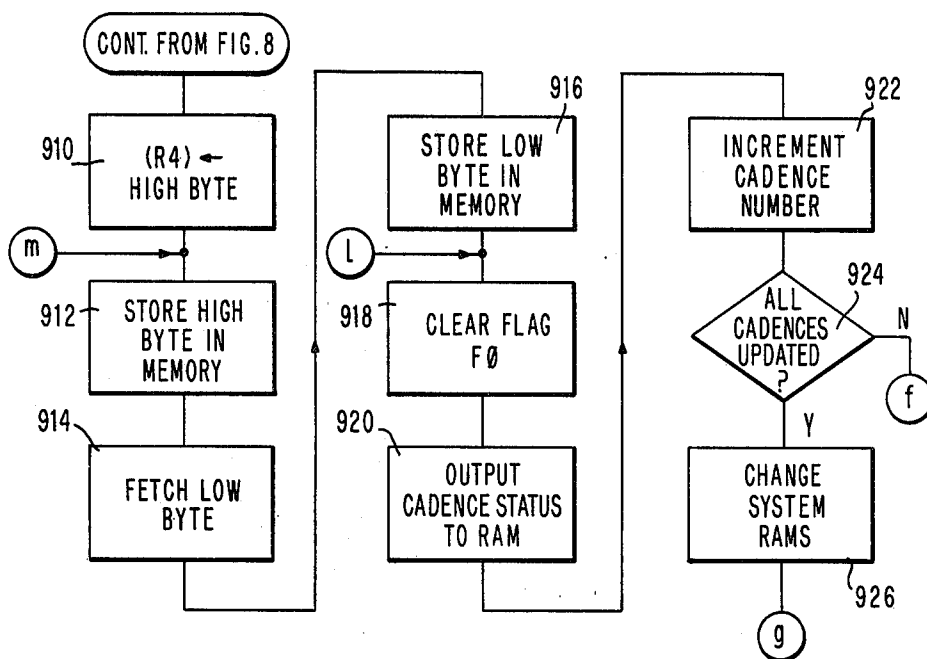 CONT. FROM FIG. 8
910
(R4) ←
HIGH BYTE
m
912
STORE HIGH
BYTE IN
MEMORY
914
FETCH LOW
BYTE
916
STORE LOW
BYTE IN
MEMORY
l
918
CLEAR FLAG
FØ
920
OUTPUT
CADENCE STATUS
TO RAM
922
INCREMENT
CADENCE
NUMBER
924
ALL
CADENCES
UPDATED
?
N
f
Y
CHANGE
SYSTEM
RAMS
926
g